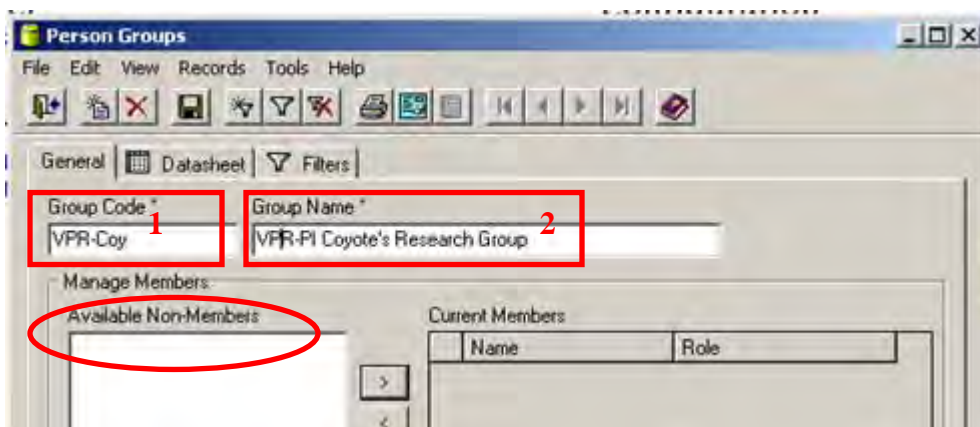 Person Groups
File Edit View Records Tools Help
General Datasheet Filters
Group Code * Group Name *
1 2
VPR-Coy VPR-PI Coyote's Research Group
Manage Members
Available Non-Members Current Members
Name Role
>
<